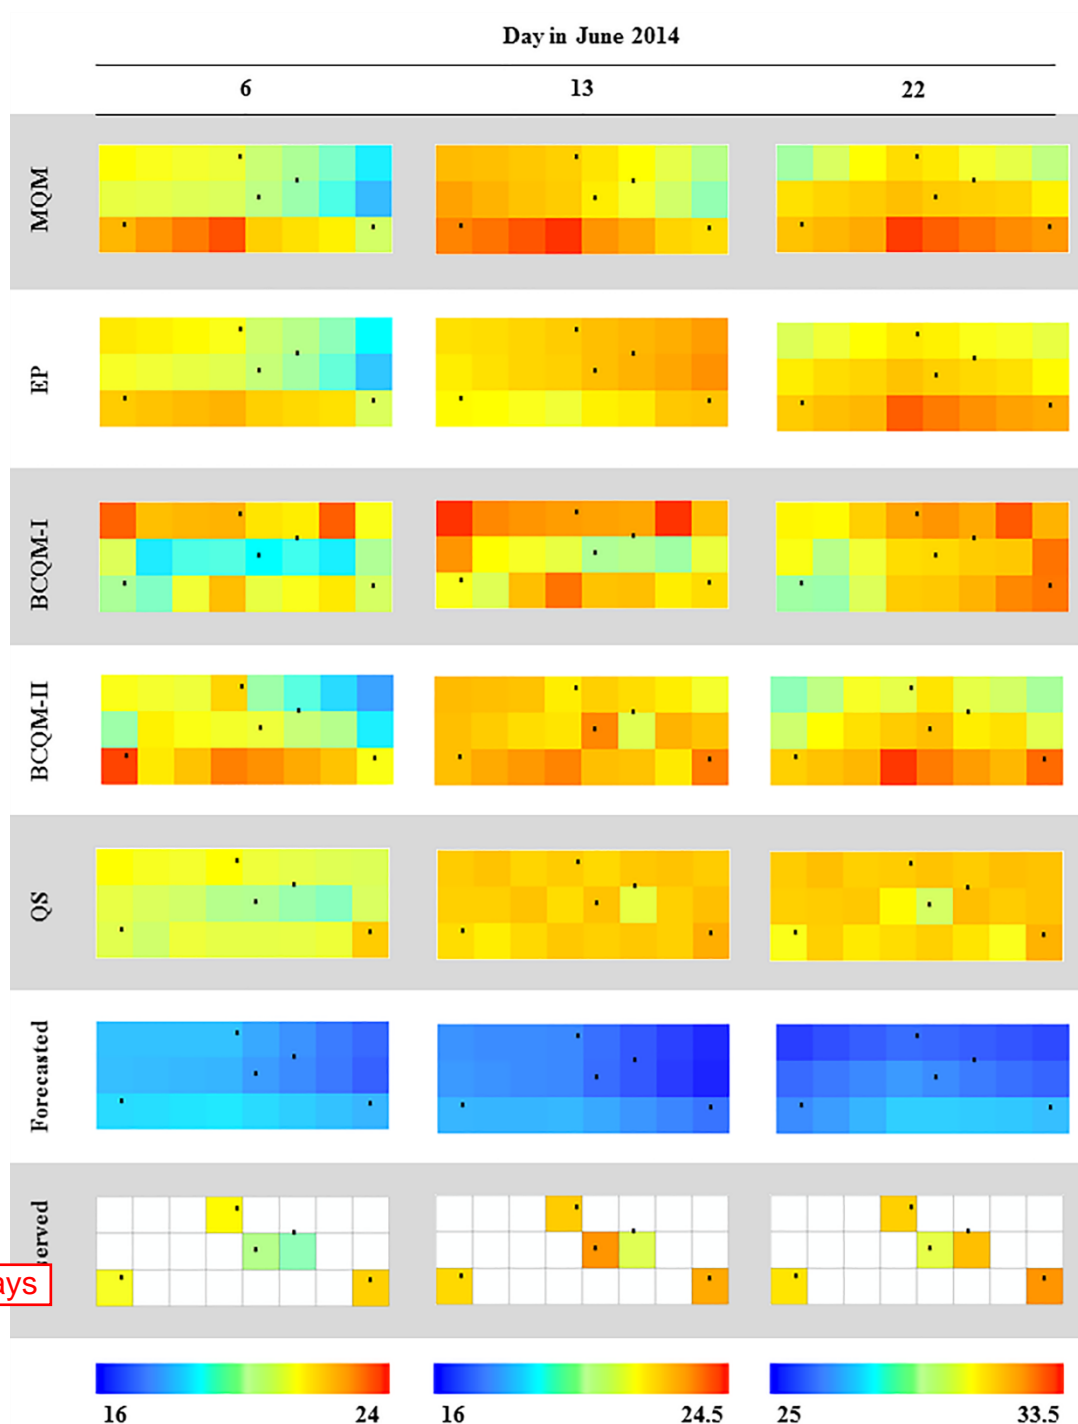 Day in June 2014
6 13 22
MQM
EP
BCQM-I
BCQM-II
QS
Forecasted
erved
ays
16 24 16 24.5 25 33.5